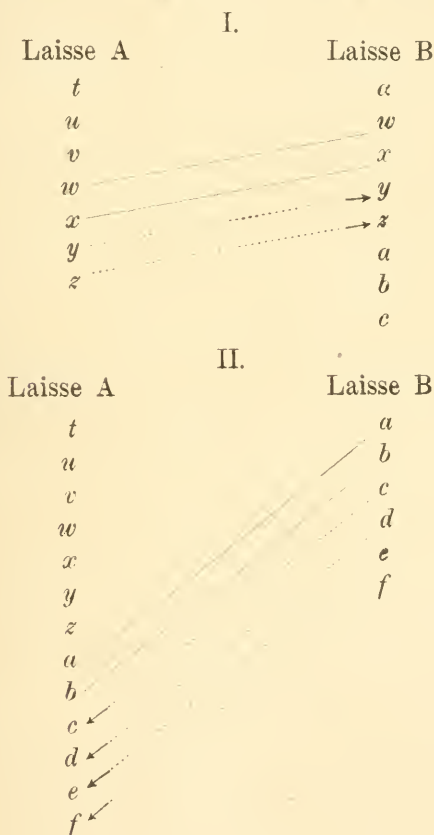 I.
Laisse A Laisse B
t a
u w
v x
w y
x z
y a
z b
c
II.
Laisse A Laisse B
t a
u b
v c
w d
x e
y f
z
a
b
c
d
e
f